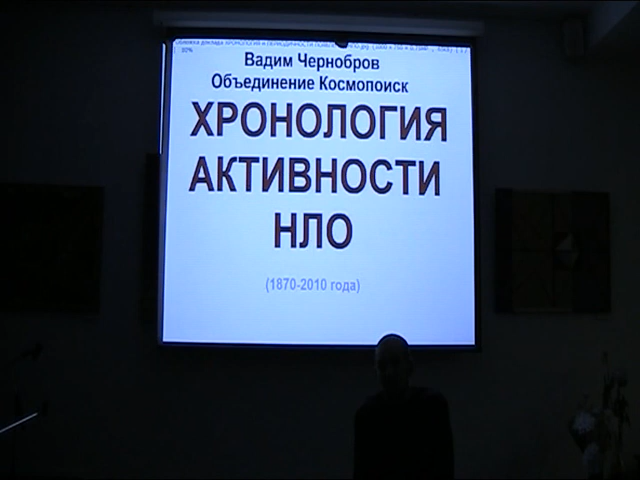 Вадим Чернобров
Объединение Космопоиск
ХРОНОЛОГИЯ
АКТИВНОСТИ
НЛО
(1870-2010 года)